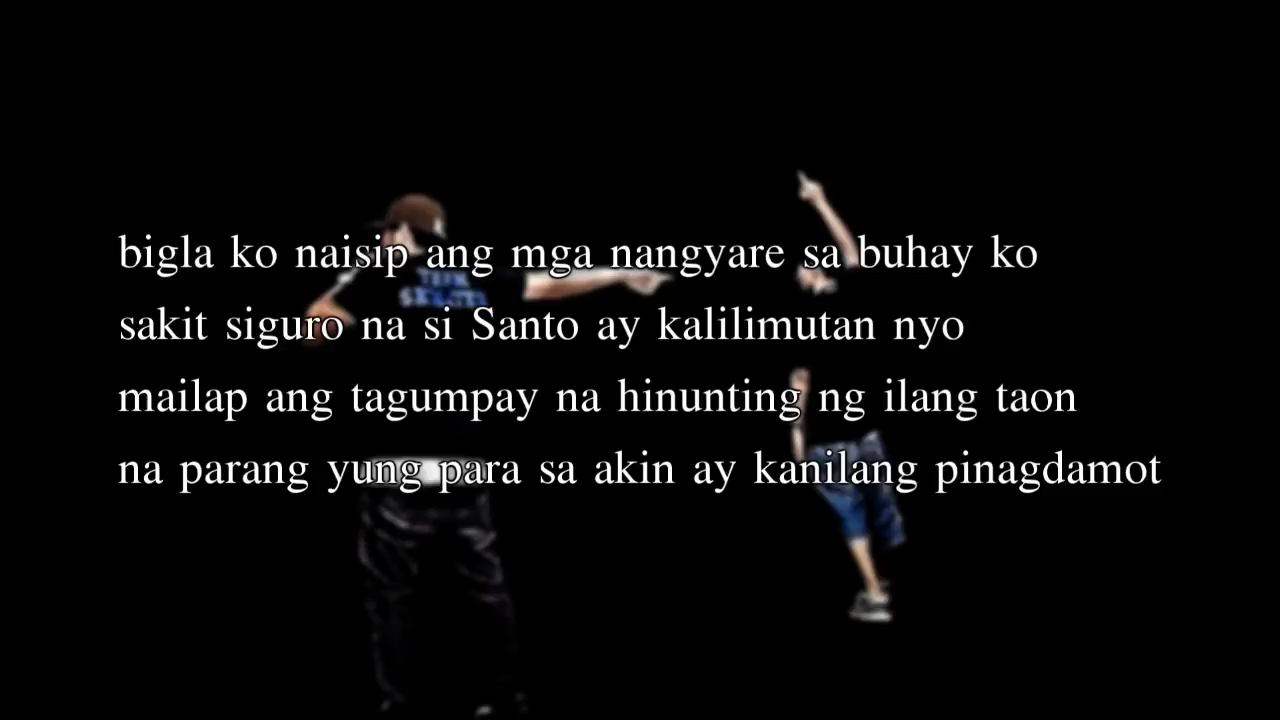 bigla ko naisip ang mga nangyare sa buhay ko
sakit siguro na si Santo ay kalilimutan nyo
mailap ang tagumpay na hinunting ng ilang taon
na parang yung para sa akin ay kanilang pinagdamot